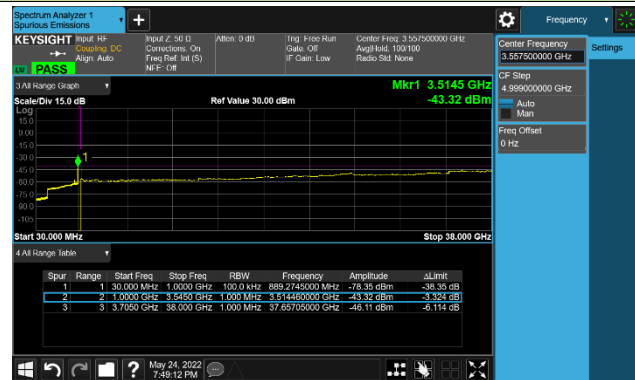 Spectrum Analyzer 1
Spurious Emissions
Frequency
KEYSIGHT
Input: RF
Coupling: DC
Align: Auto
Input Z: 50 Ω
Corrections: On
Freq Ref: Int (S)
NFE: Off
Atten: 0 dB
Trig: Free Run
Gate: Off
IF Gain: Low
Center Freq: 3.557500000 GHz
Avg|Hold: 100/100
Radio Std: None
PASS
Center Frequency
3.557500000 GHz
Settings
CF Step
4.999000000 GHz
Auto
Man
Freq Offset
0 Hz
3 All Range Graph
Mkr1 3.5145 GHz
Scale/Div 15.0 dB
Ref Value 30.00 dBm
-43.32 dBm
Log
15.0
0.00
-15.0
-30.0
-45.0
-60.0
-75.0
-90.0
-105
1
Start 30.000 MHz
Stop 38.000 GHz
4 All Range Table
Spur Range Start Freq Stop Freq RBW Frequency Amplitude ΔLimit
1 1 30.000 MHz 1.0000 GHz 100.0 kHz 889.2745000 MHz -78.35 dBm -38.35 dB
2 2 1.0000 GHz 3.5450 GHz 1.000 MHz 3.514460000 GHz -43.32 dBm -3.324 dB
3 3 3.7050 GHz 38.000 GHz 1.000 MHz 37.65705000 GHz -46.11 dBm -6.114 dB
May 24, 2022
7:49:12 PM